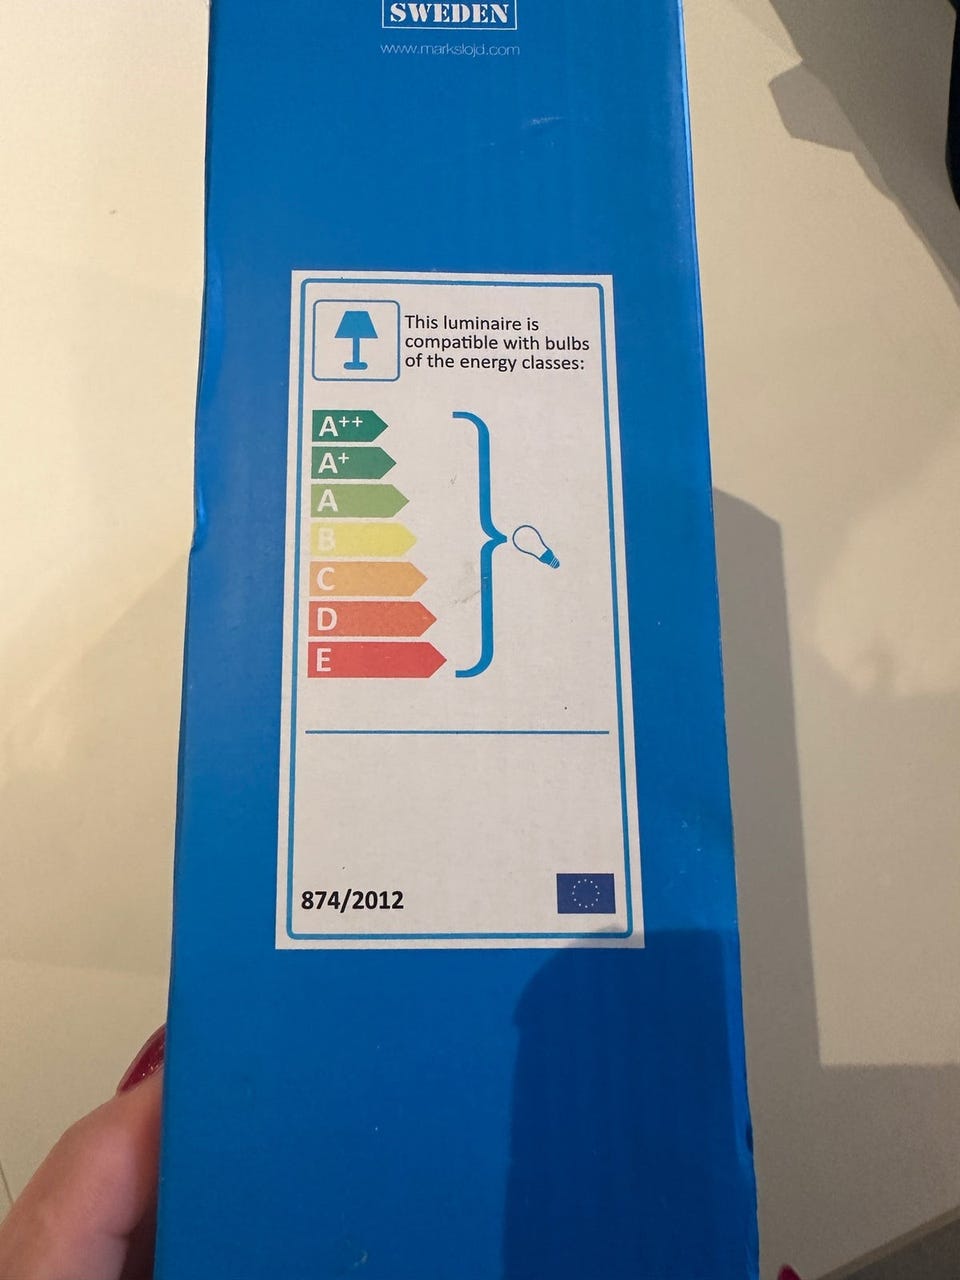 SWEDEN
www.markslojd.com
This luminaire is
compatible with bulbs
of the energy classes:
A++
A+
A
B
C
D
E
874/2012